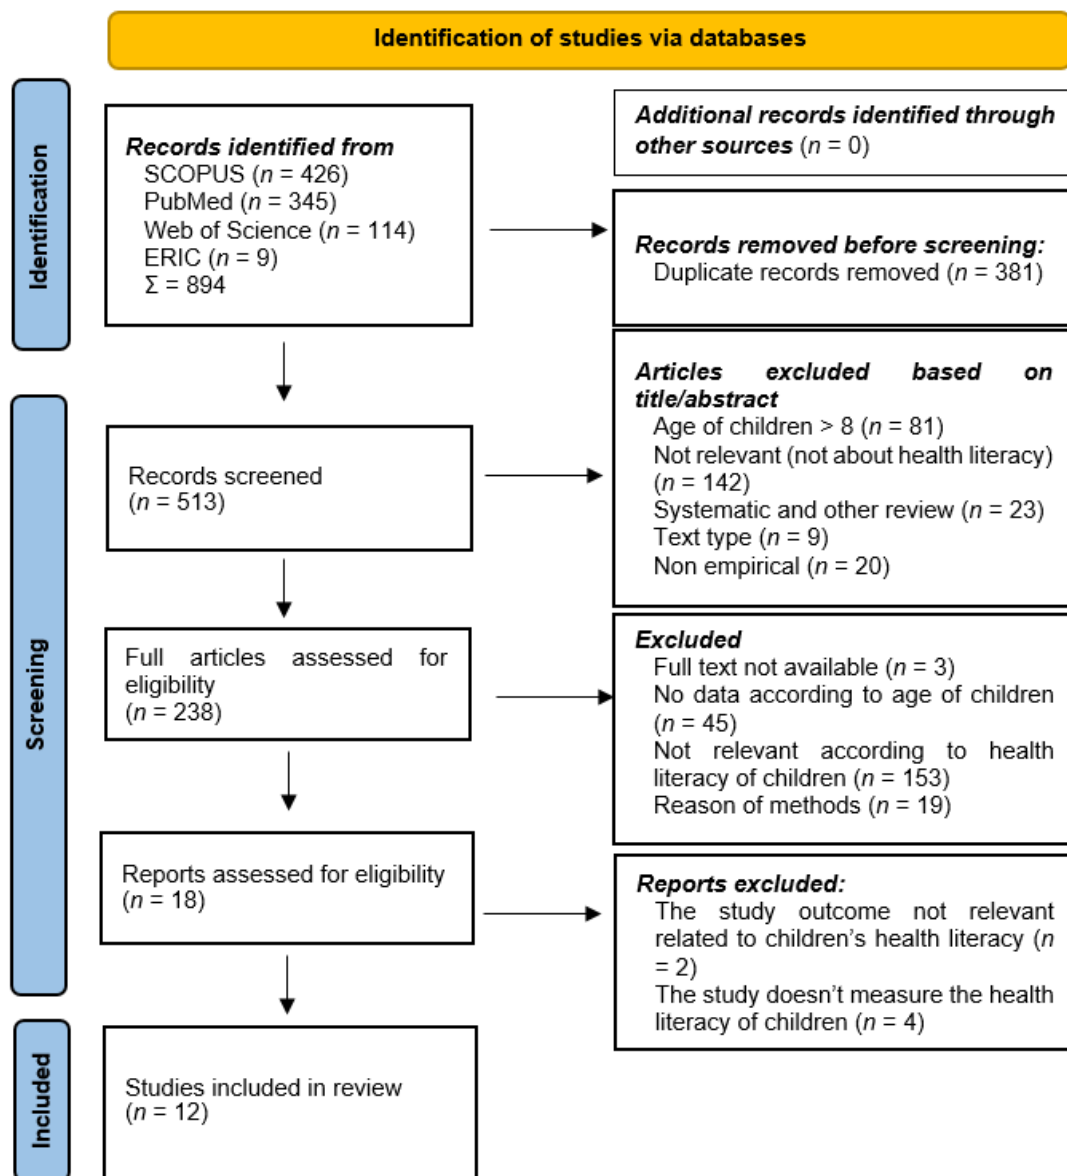 Identification of studies via databases
Identification
Records identified from
SCOPUS (n = 426)
PubMed (n = 345)
Web of Science (n = 114)
ERIC (n = 9)
Σ = 894
Additional records identified through
other sources (n = 0)
Records removed before screening:
Duplicate records removed (n = 381)
Screening
Records screened
(n = 513)
Articles excluded based on
title/abstract
Age of children > 8 (n = 81)
Not relevant (not about health literacy)
(n = 142)
Systematic and other review (n = 23)
Text type (n = 9)
Non empirical (n = 20)
Full articles assessed for
eligibility
(n = 238)
Excluded
Full text not available (n = 3)
No data according to age of children
(n = 45)
Not relevant according to health
literacy of children (n = 153)
Reason of methods (n = 19)
Reports assessed for eligibility
(n = 18)
Reports excluded:
The study outcome not relevant
related to children's health literacy (n
= 2)
The study doesn't measure the health
literacy of children (n = 4)
Included
Studies included in review
(n = 12)